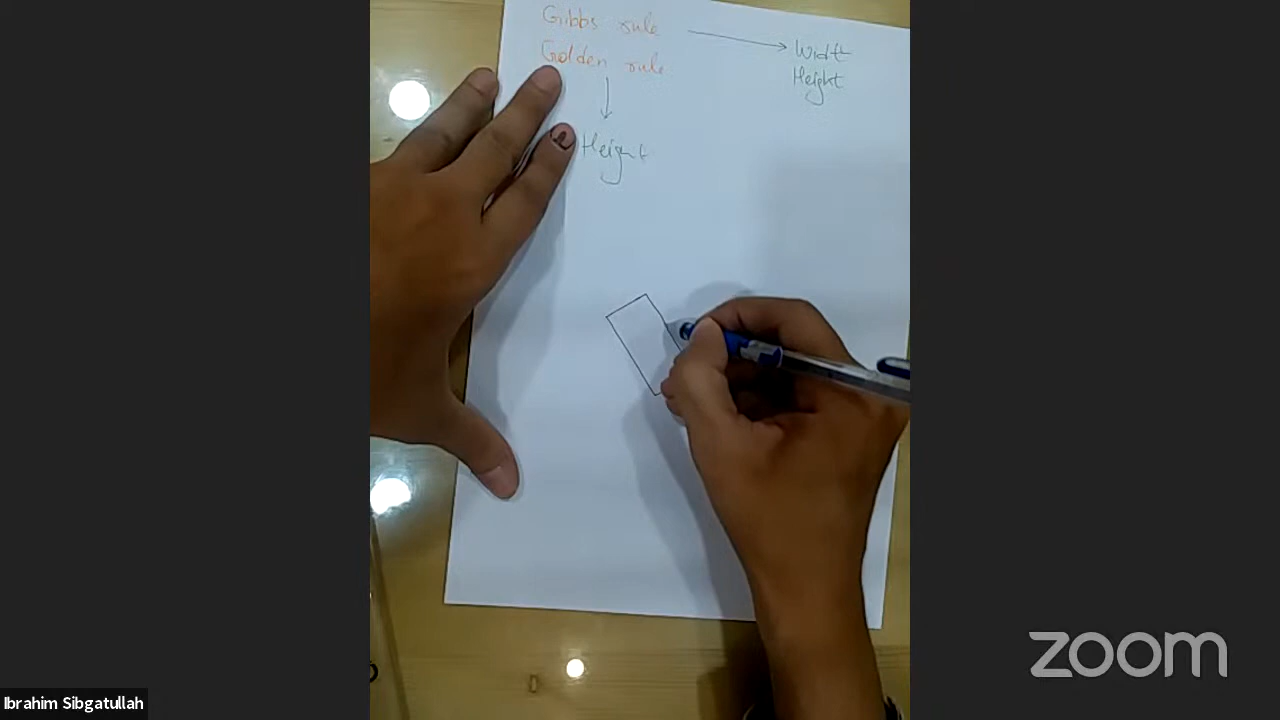 Gibbs rule
Golden rule
Width
Height
Height
zoom
Ibrahim Sibgatullah